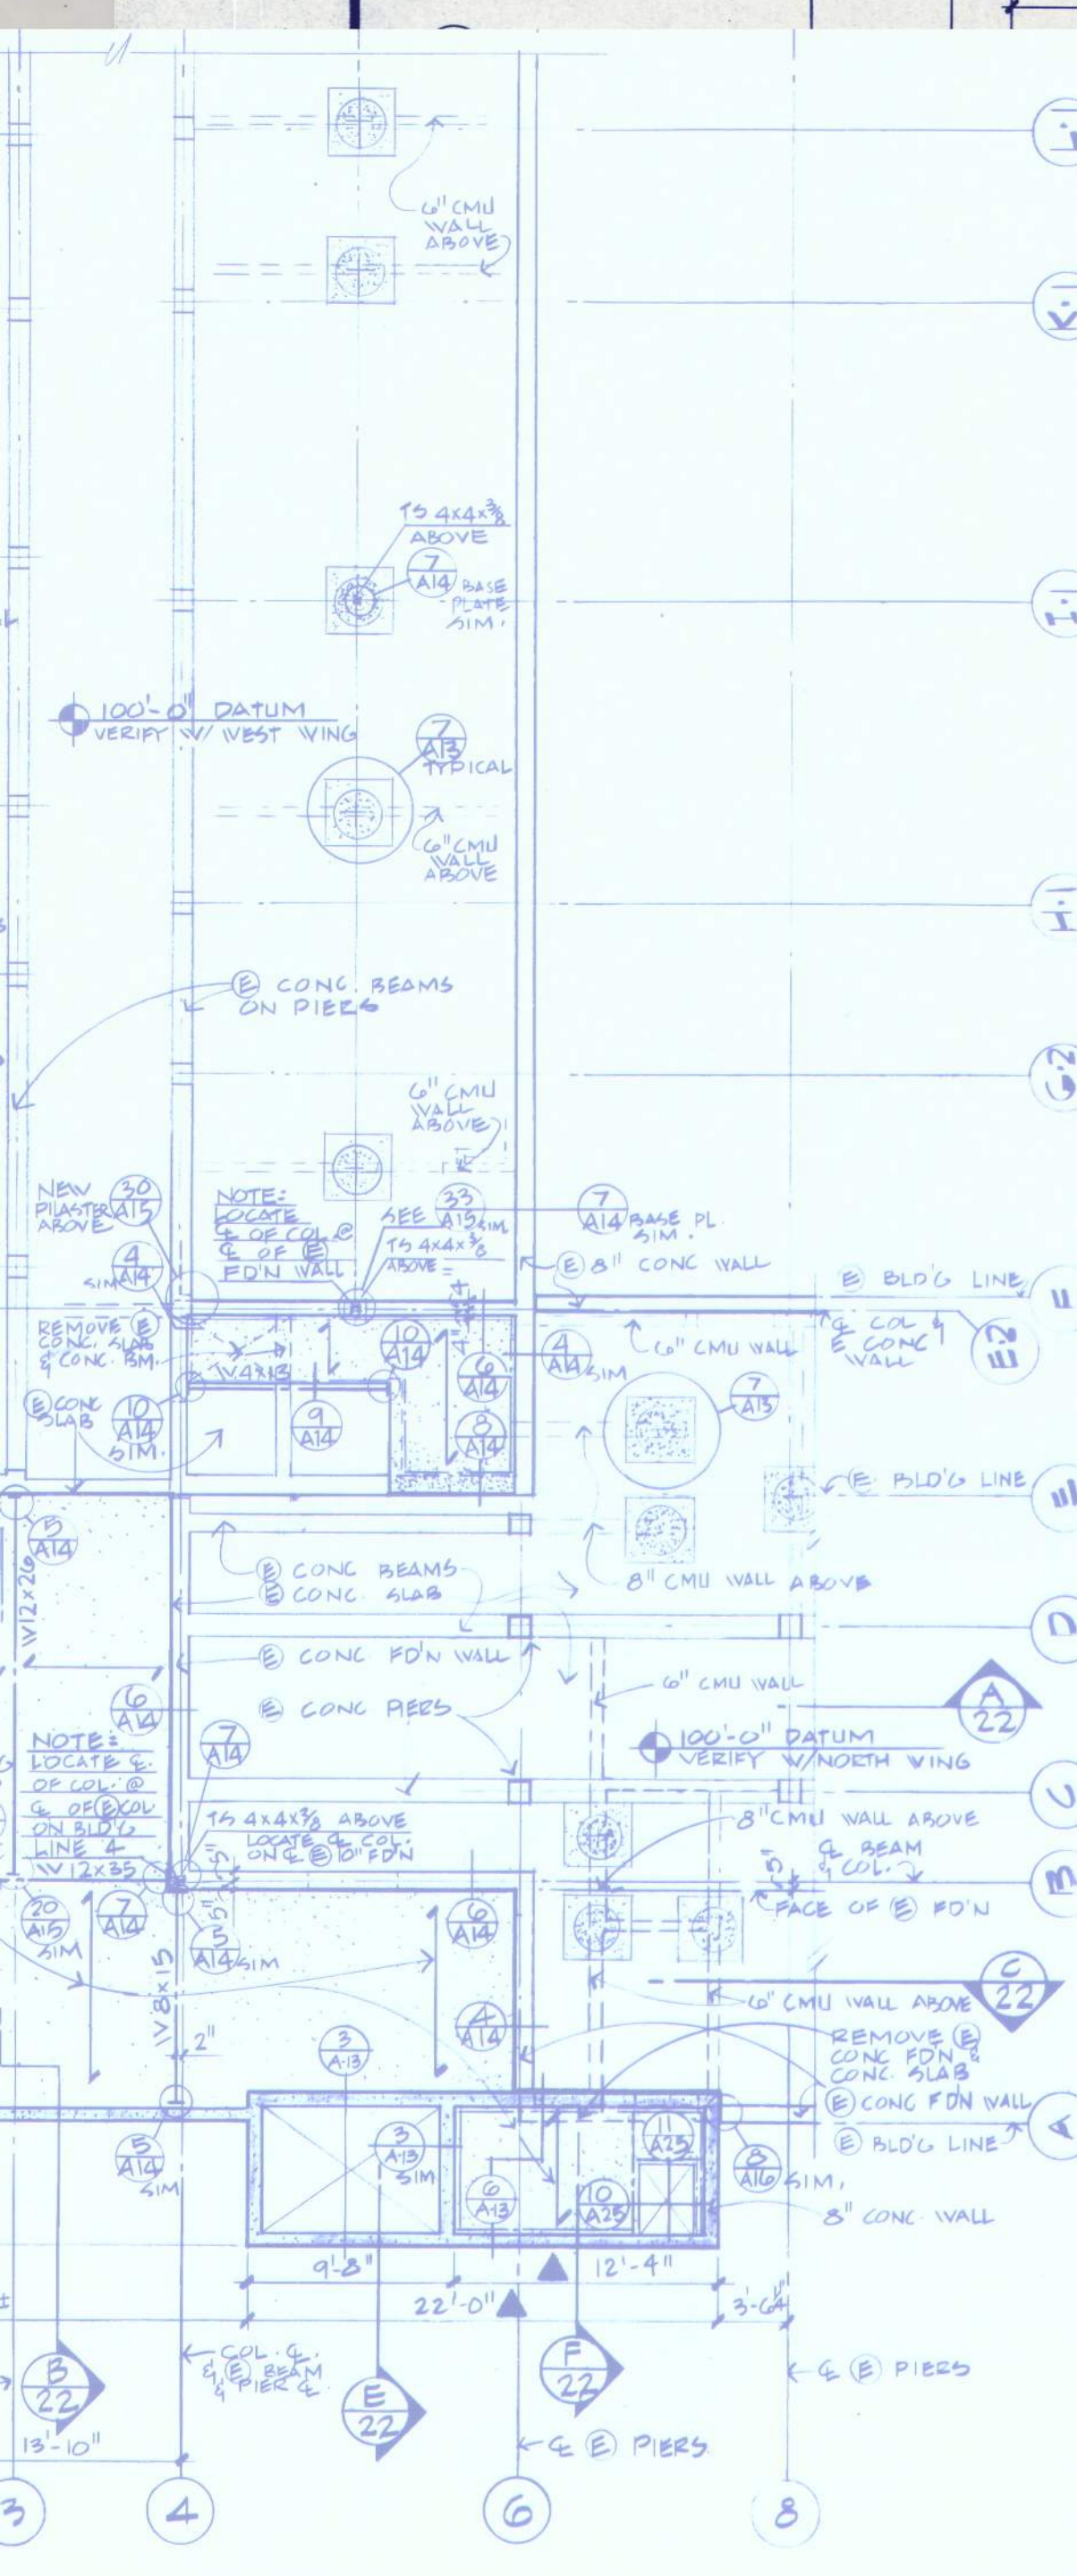 L·1
6" CMU
WALL
ABOVE
K·1
TS 4x4x3/8
ABOVE
7
A14
BASE
PLATE
SIM.
I·1
100'-0" DATUM
VERIFY W/ WEST WING
7
A13
TYPICAL
6" CMU
WALL
ABOVE
H·1
Ⓔ CONC. BEAMS
ON PIERS
G·2
6" CMU
WALL
ABOVE
NEW
PILASTER
ABOVE
30
A15
NOTE:
LOCATE
℄ OF COL. @
℄ OF Ⓔ
FD'N WALL
SEE
33
A15
SIM
TS 4x4x3/8
ABOVE
7
A14
BASE PL.
SIM.
4
A14
SIM
Ⓔ 8" CONC WALL
Ⓔ BLD'G LINE
F
REMOVE Ⓔ
CONC. SLAB
& CONC. BM.
W4x13
10
A14
6
A14
4
A14
SIM
6" CMU WALL
℄ COL &
Ⓔ CONC
WALL
E·2
Ⓔ CONC
SLAB
10
A14
SIM.
9
A14
8
A14
7
A13
Ⓔ BLD'G LINE
E
5
A14
W12x26
Ⓔ CONC BEAMS
Ⓔ CONC. SLAB
8" CMU WALL ABOVE
D
Ⓔ CONC FD'N WALL
6" CMU WALL
6
A14
Ⓔ CONC PIERS
A
22
NOTE:
LOCATE ℄
OF COL. @
℄ OF Ⓔ COL
ON BLD'G
LINE 4
W12x35
7
A14
100'-0" DATUM
VERIFY W/NORTH WING
C
TS 4x4x3/8 ABOVE
LOCATE ℄ COL.
ON ℄ Ⓔ 10" FD'N
5"
8" CMU WALL ABOVE
℄ BEAM
& COL.
5"
B
FACE OF Ⓔ FD'N
20
A15
SIM
7
A14
5"
5
A14
SIM
6
A14
W8x15
C
22
6" CMU WALL ABOVE
2"
3
A·13
4
A14
REMOVE Ⓔ
CONC FD'N &
CONC. SLAB
Ⓔ CONC FDN WALL
A
Ⓔ BLD'G LINE
5
A14
SIM
3
A·13
SIM
11
A25
8
A16
SIM.
6
A·13
10
A25
8" CONC. WALL
9'-8"
12'-4"
22'-0"
COL. ℄
& Ⓔ BEAM
& PIER ℄
B
22
E
22
F
22
℄ Ⓔ PIERS
13'-10"
℄ Ⓔ PIERS
3
4
6
8